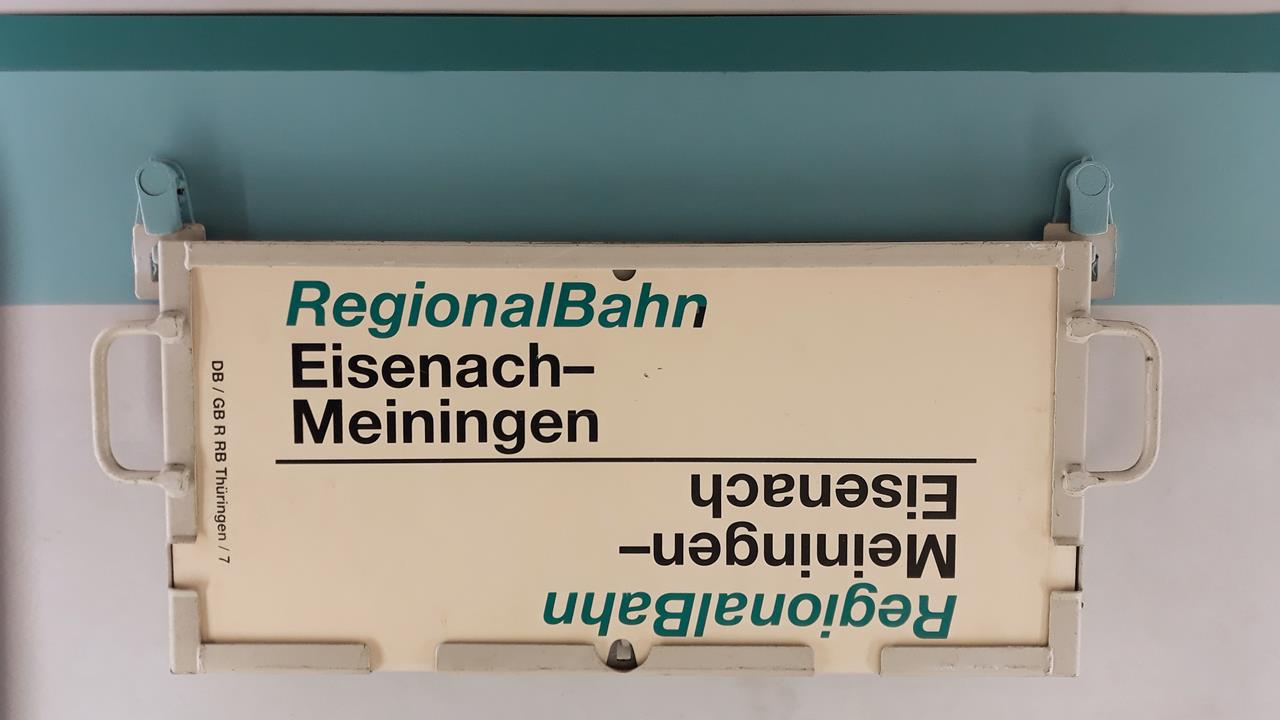 RegionalBahn
Eisenach–
Meiningen
DB / GB R RB Thüringen / 7
RegionalBahn
Meiningen–
Eisenach